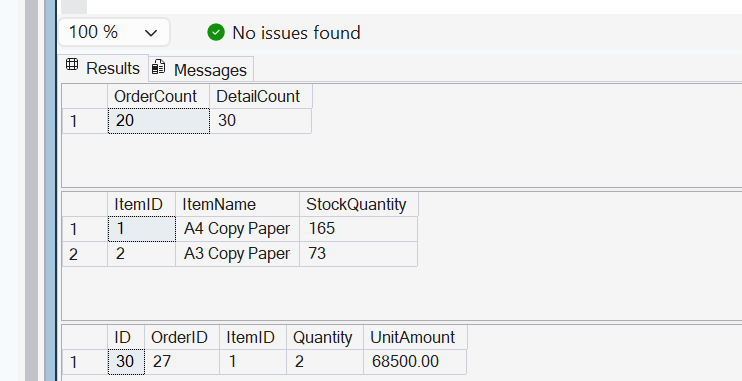 100 %
No issues found
Results Messages
OrderCount DetailCount
1 20 30
ItemID ItemName StockQuantity
1 1 A4 Copy Paper 165
2 2 A3 Copy Paper 73
ID OrderID ItemID Quantity UnitAmount
1 30 27 1 2 68500.00